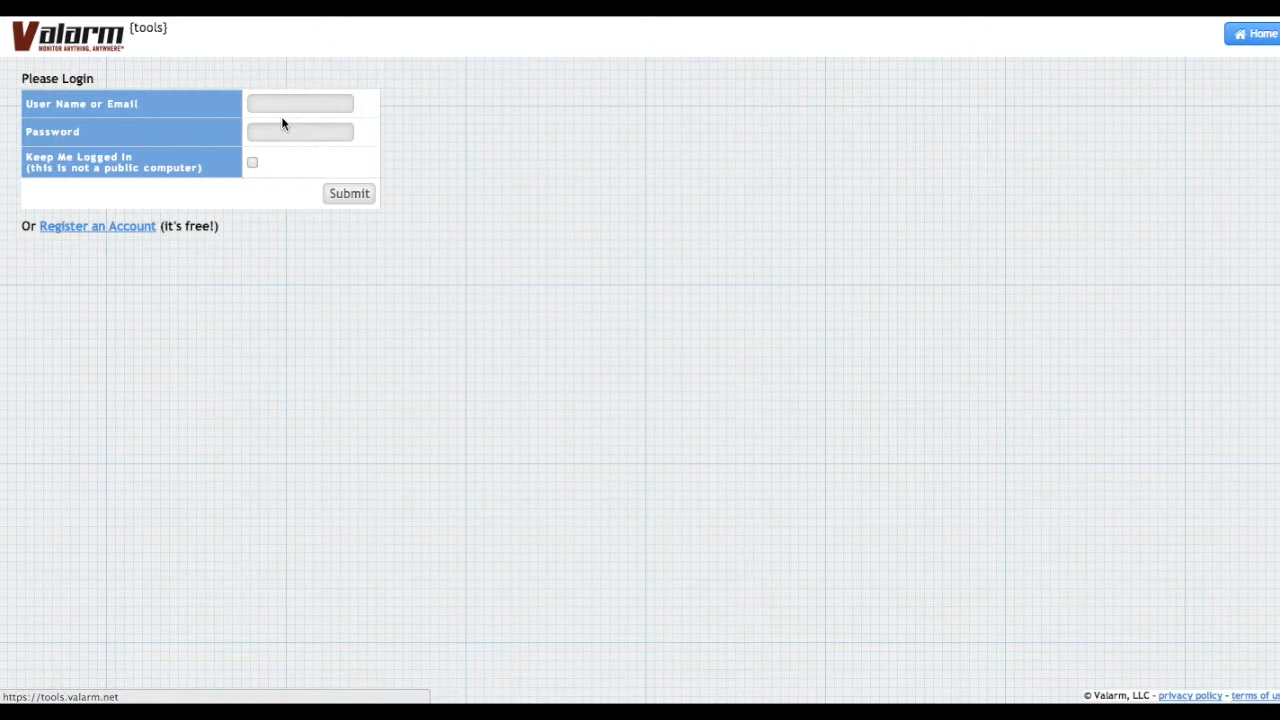 Valarm {tools}
MONITOR ANYTHING, ANYWHERE
Home
Please Login
User Name or Email
Password
Keep Me Logged In
(this is not a public computer)
Submit
Or Register an Account (it's free!)
https://tools.valarm.net
© Valarm, LLC - privacy policy - terms of us